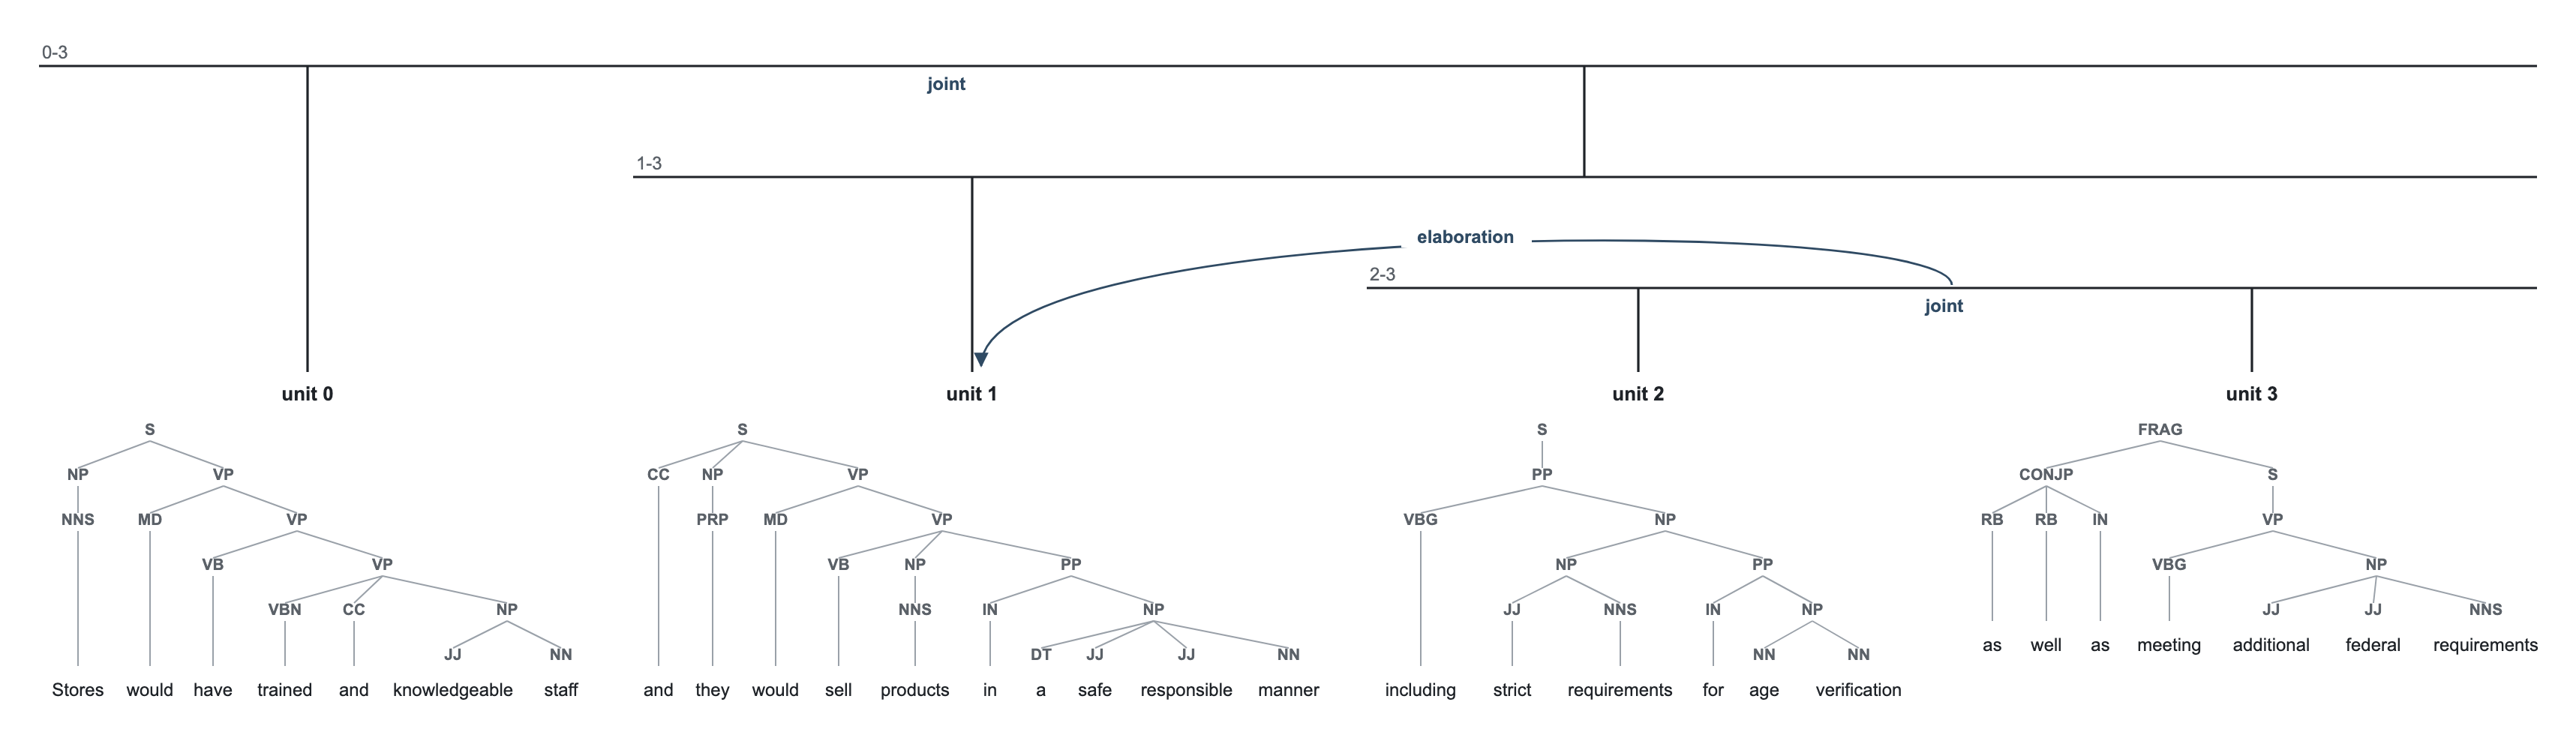 0-3
joint
1-3
elaboration
2-3
joint
unit 0 unit 1 unit 2 unit 3
S S S FRAG
NP VP CC NP VP PP CONJP S
NNS MD VP PRP MD VP VBG NP RB RB IN VP
VB VP VB NP PP NP PP VBG NP
VBN CC NP NNS IN NP JJ NNS IN NP JJ JJ NNS
as well as meeting additional federal requirements
JJ NN DT JJ JJ NN NN NN
Stores would have trained and knowledgeable staff and they would sell products in a safe responsible manner including strict requirements for age verification